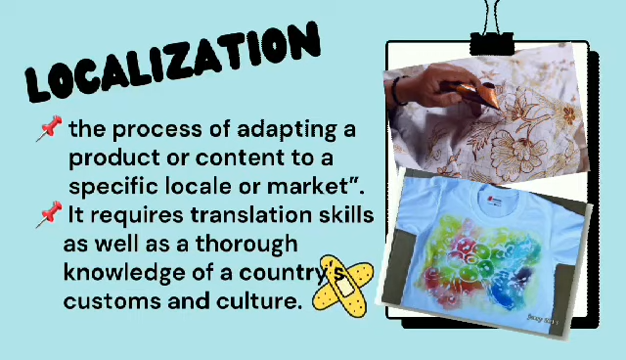 LOCALIZATION
the process of adapting a
product or content to a
specific locale or market”.
It requires translation skills
as well as a thorough
knowledge of a country's
customs and culture.